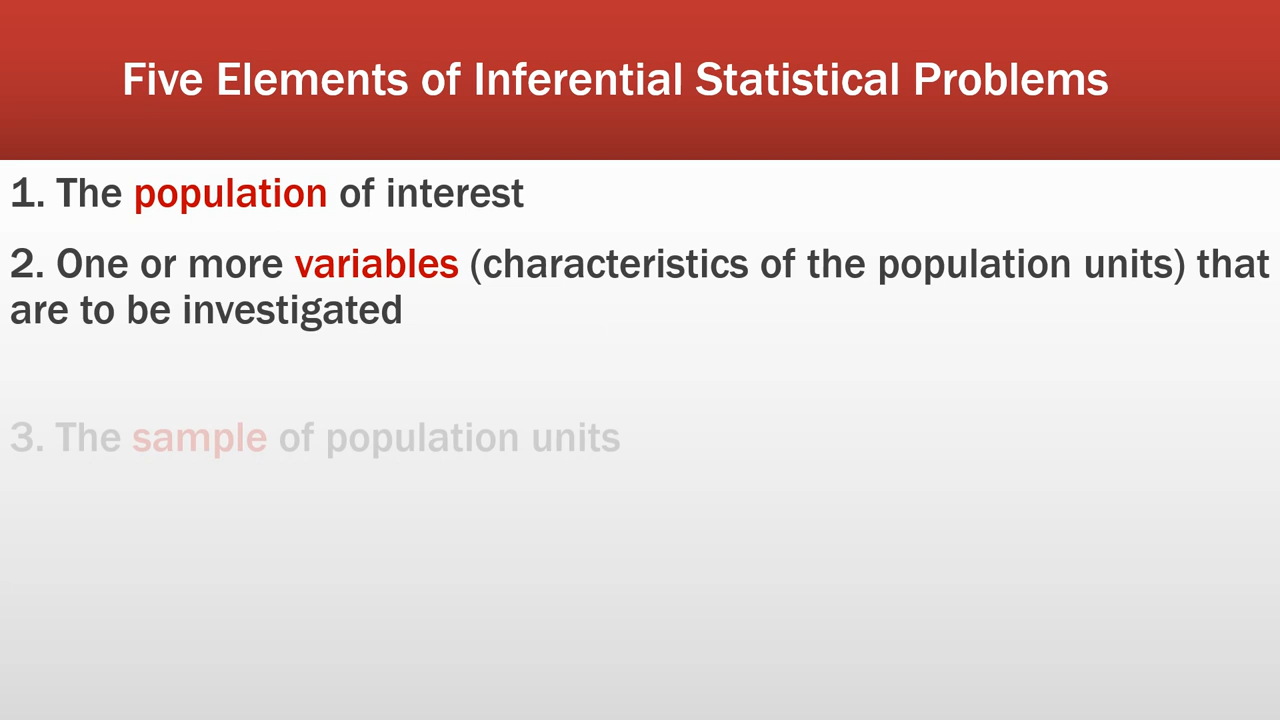 Five Elements of Inferential Statistical Problems
1. The population of interest
2. One or more variables (characteristics of the population units) that
are to be investigated
3. The sample of population units